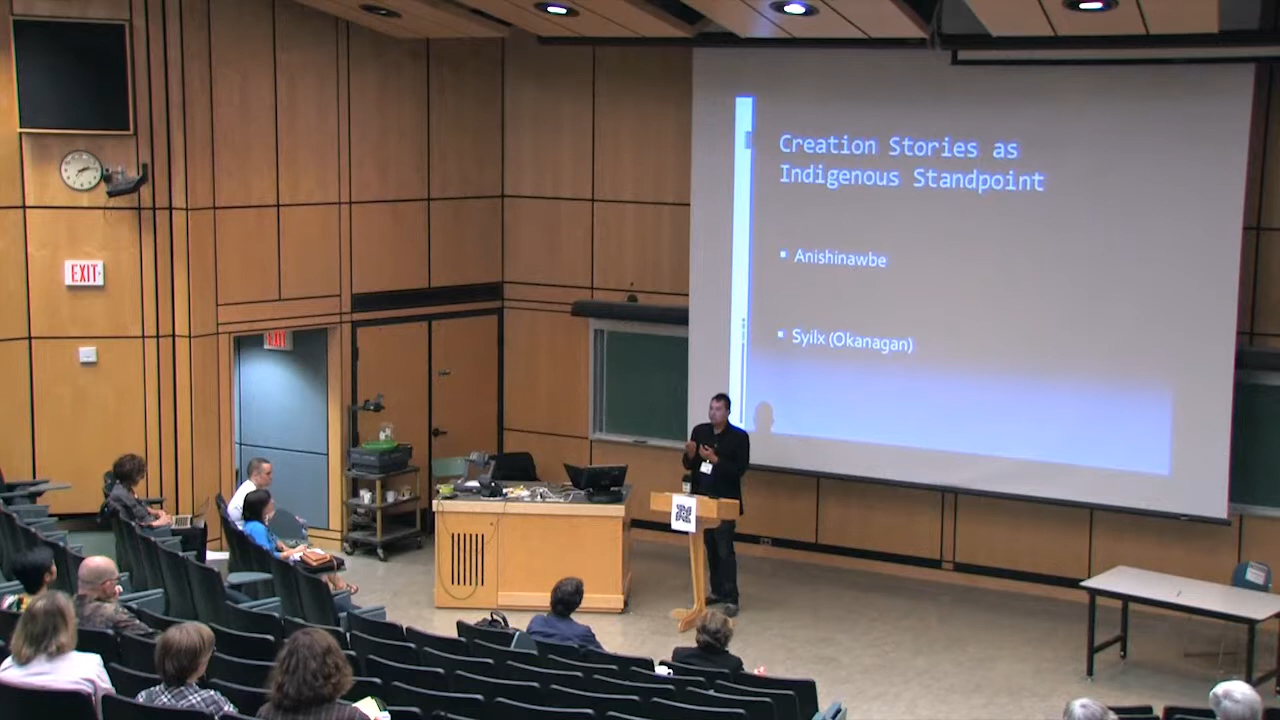 Creation Stories as
Indigenous Standpoint
Anishinawbe
Syilx (Okanagan)
EXIT
EXIT